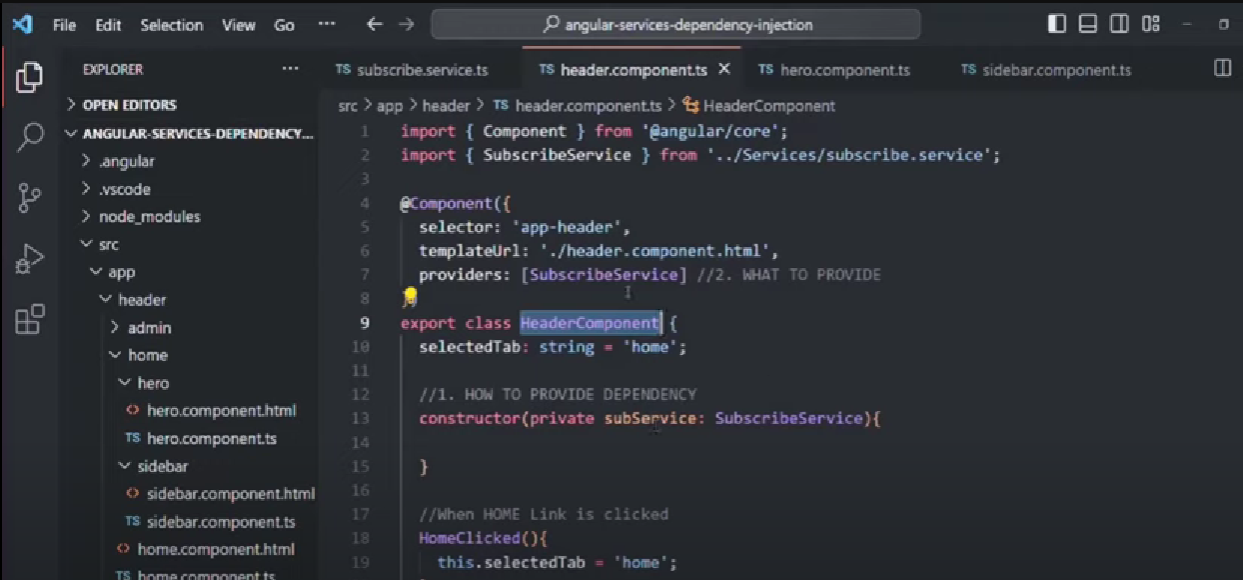 File Edit Selection View Go ··· angular-services-dependency-injection
EXPLORER ···
TS subscribe.service.ts TS header.component.ts TS hero.component.ts TS sidebar.component.ts
OPEN EDITORS
src > app > header > TS header.component.ts > HeaderComponent
ANGULAR-SERVICES-DEPENDENCY...
.angular
.vscode
node_modules
src
app
header
admin
home
hero
hero.component.html
TS hero.component.ts
sidebar
sidebar.component.html
TS sidebar.component.ts
home.component.html
TS home.component.ts
1 import { Component } from '@angular/core';
2 import { SubscribeService } from '../Services/subscribe.service';
3
4 @Component({
5 selector: 'app-header',
6 templateUrl: './header.component.html',
7 providers: [SubscribeService] //2. WHAT TO PROVIDE
8
9 export class HeaderComponent {
10 selectedTab: string = 'home';
11
12 //1. HOW TO PROVIDE DEPENDENCY
13 constructor(private subService: SubscribeService){
14
15 }
16
17 //When HOME Link is clicked
18 HomeClicked(){
19 this.selectedTab = 'home';